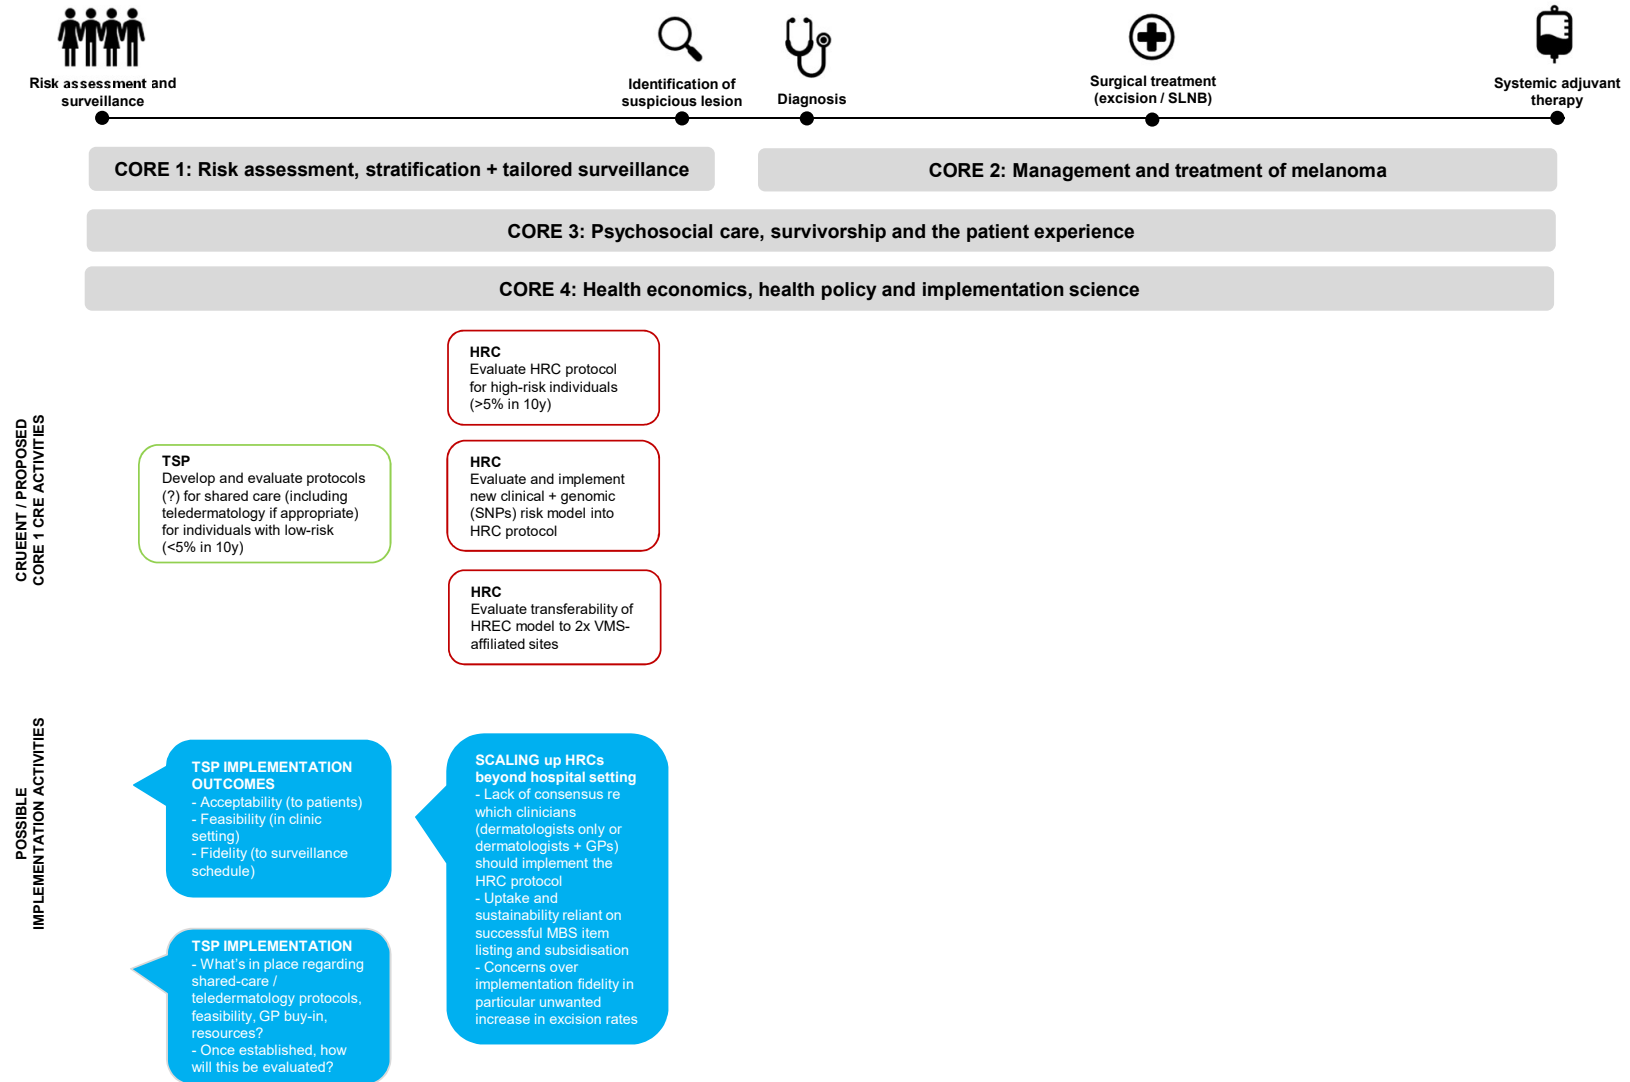 Risk assessment and
surveillance
Identification of
suspicious lesion
Diagnosis
Surgical treatment
(excision / SLNB)
Systemic adjuvant
therapy
CORE 1: Risk assessment, stratification + tailored surveillance
CORE 2: Management and treatment of melanoma
CORE 3: Psychosocial care, survivorship and the patient experience
CORE 4: Health economics, health policy and implementation science
CRUEENT / PROPOSED
CORE 1 CRE ACTIVITIES
TSP
Develop and evaluate protocols
(?) for shared care (including
teledermatology if appropriate)
for individuals with low-risk
(<5% in 10y)
HRC
Evaluate HRC protocol
for high-risk individuals
(>5% in 10y)
HRC
Evaluate and implement
new clinical + genomic
(SNPs) risk model into
HRC protocol
HRC
Evaluate transferability of
HREC model to 2x VMS-
affiliated sites
POSSIBLE
IMPLEMENTATION ACTIVITIES
TSP IMPLEMENTATION
OUTCOMES
- Acceptability (to patients)
- Feasibility (in clinic
setting)
- Fidelity (to surveillance
schedule)
TSP IMPLEMENTATION
- What's in place regarding
shared-care /
teledermatology protocols,
feasibility, GP buy-in,
resources?
- Once established, how
will this be evaluated?
SCALING up HRCs
beyond hospital setting
- Lack of consensus re
which clinicians
(dermatologists only or
dermatologists + GPs)
should implement the
HRC protocol
- Uptake and
sustainability reliant on
successful MBS item
listing and subsidisation
- Concerns over
implementation fidelity in
particular unwanted
increase in excision rates